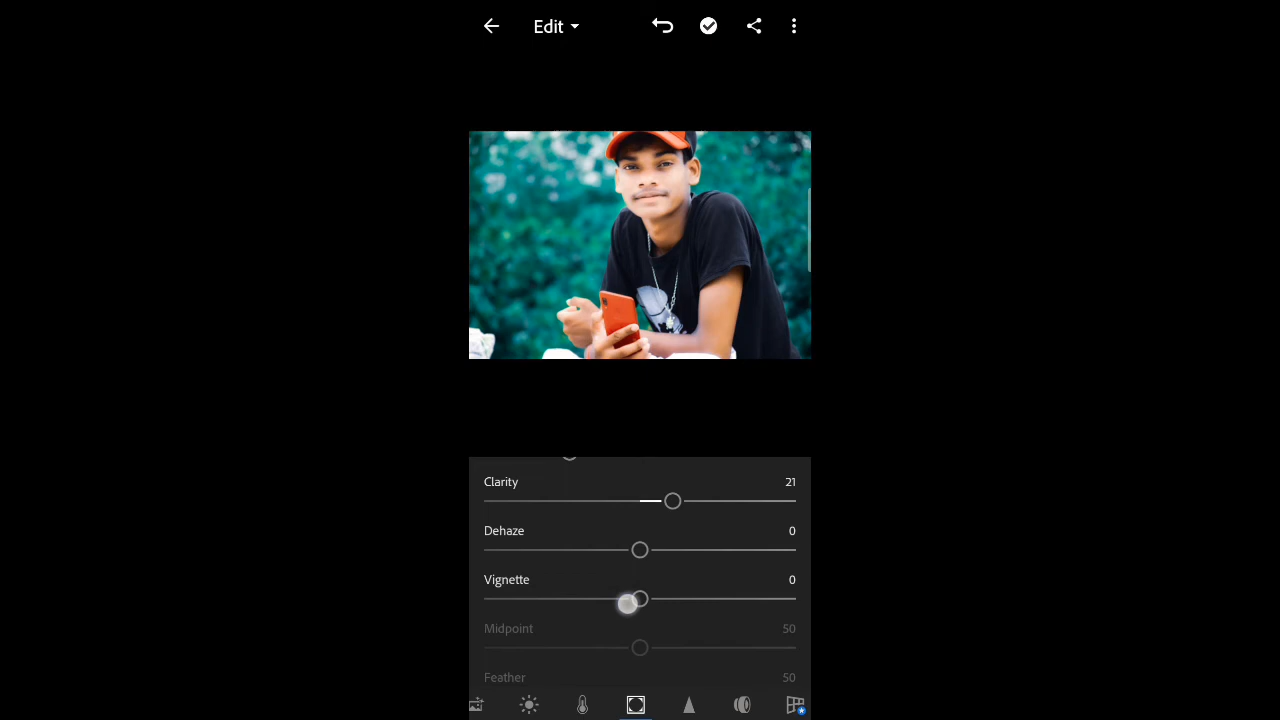 Edit
Clarity 21
Dehaze 0
Vignette 0
Midpoint 50
Feather 50